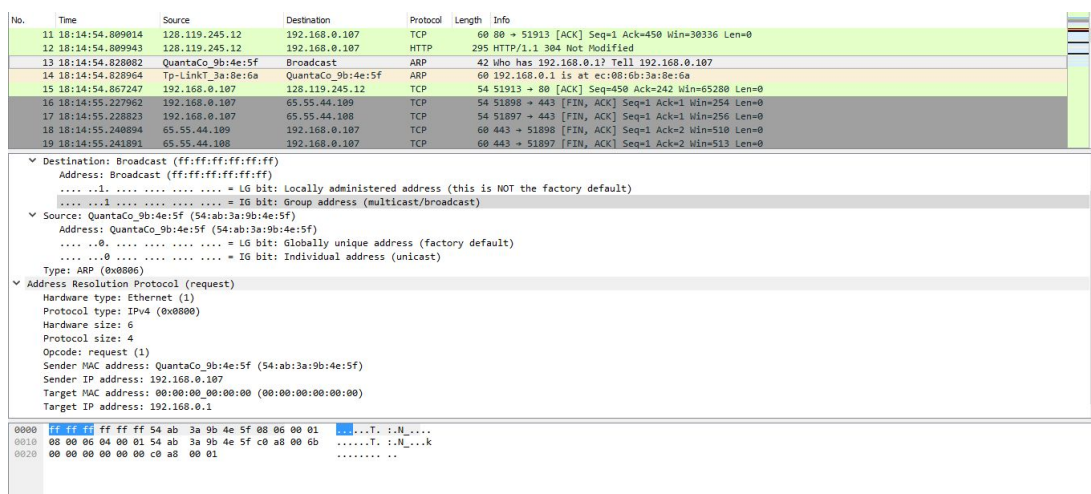 No. Time Source Destination Protocol Length Info
11 18:14:54.809014 128.119.245.12 192.168.0.107 TCP 60 80 → 51913 [ACK] Seq=1 Ack=450 Win=30336 Len=0
12 18:14:54.809943 128.119.245.12 192.168.0.107 HTTP 295 HTTP/1.1 304 Not Modified
13 18:14:54.828082 QuantaCo_9b:4e:5f Broadcast ARP 42 Who has 192.168.0.1? Tell 192.168.0.107
14 18:14:54.828964 Tp-LinkT_3a:8e:6a QuantaCo_9b:4e:5f ARP 60 192.168.0.1 is at ec:08:6b:3a:8e:6a
15 18:14:54.867247 192.168.0.107 128.119.245.12 TCP 54 51913 → 80 [ACK] Seq=450 Ack=242 Win=65280 Len=0
16 18:14:55.227962 192.168.0.107 65.55.44.109 TCP 54 51898 → 443 [FIN, ACK] Seq=1 Ack=1 Win=254 Len=0
17 18:14:55.228823 192.168.0.107 65.55.44.108 TCP 54 51897 → 443 [FIN, ACK] Seq=1 Ack=1 Win=256 Len=0
18 18:14:55.240894 65.55.44.109 192.168.0.107 TCP 60 443 → 51898 [FIN, ACK] Seq=1 Ack=2 Win=510 Len=0
19 18:14:55.241891 65.55.44.108 192.168.0.107 TCP 60 443 → 51897 [FIN, ACK] Seq=1 Ack=2 Win=513 Len=0
Destination: Broadcast (ff:ff:ff:ff:ff:ff)
Address: Broadcast (ff:ff:ff:ff:ff:ff)
.... ..1. .... .... .... .... = LG bit: Locally administered address (this is NOT the factory default)
.... ...1 .... .... .... .... = IG bit: Group address (multicast/broadcast)
Source: QuantaCo_9b:4e:5f (54:ab:3a:9b:4e:5f)
Address: QuantaCo_9b:4e:5f (54:ab:3a:9b:4e:5f)
.... ..0. .... .... .... .... = LG bit: Globally unique address (factory default)
.... ...0 .... .... .... .... = IG bit: Individual address (unicast)
Type: ARP (0x0806)
Address Resolution Protocol (request)
Hardware type: Ethernet (1)
Protocol type: IPv4 (0x0800)
Hardware size: 6
Protocol size: 4
Opcode: request (1)
Sender MAC address: QuantaCo_9b:4e:5f (54:ab:3a:9b:4e:5f)
Sender IP address: 192.168.0.107
Target MAC address: 00:00:00_00:00:00 (00:00:00:00:00:00)
Target IP address: 192.168.0.1
0000 ff ff ff ff ff ff 54 ab 3a 9b 4e 5f 08 06 00 01 ......T. :.N_....
0010 08 00 06 04 00 01 54 ab 3a 9b 4e 5f c0 a8 00 6b ......T. :.N_...k
0020 00 00 00 00 00 00 c0 a8 00 01 ........ ..